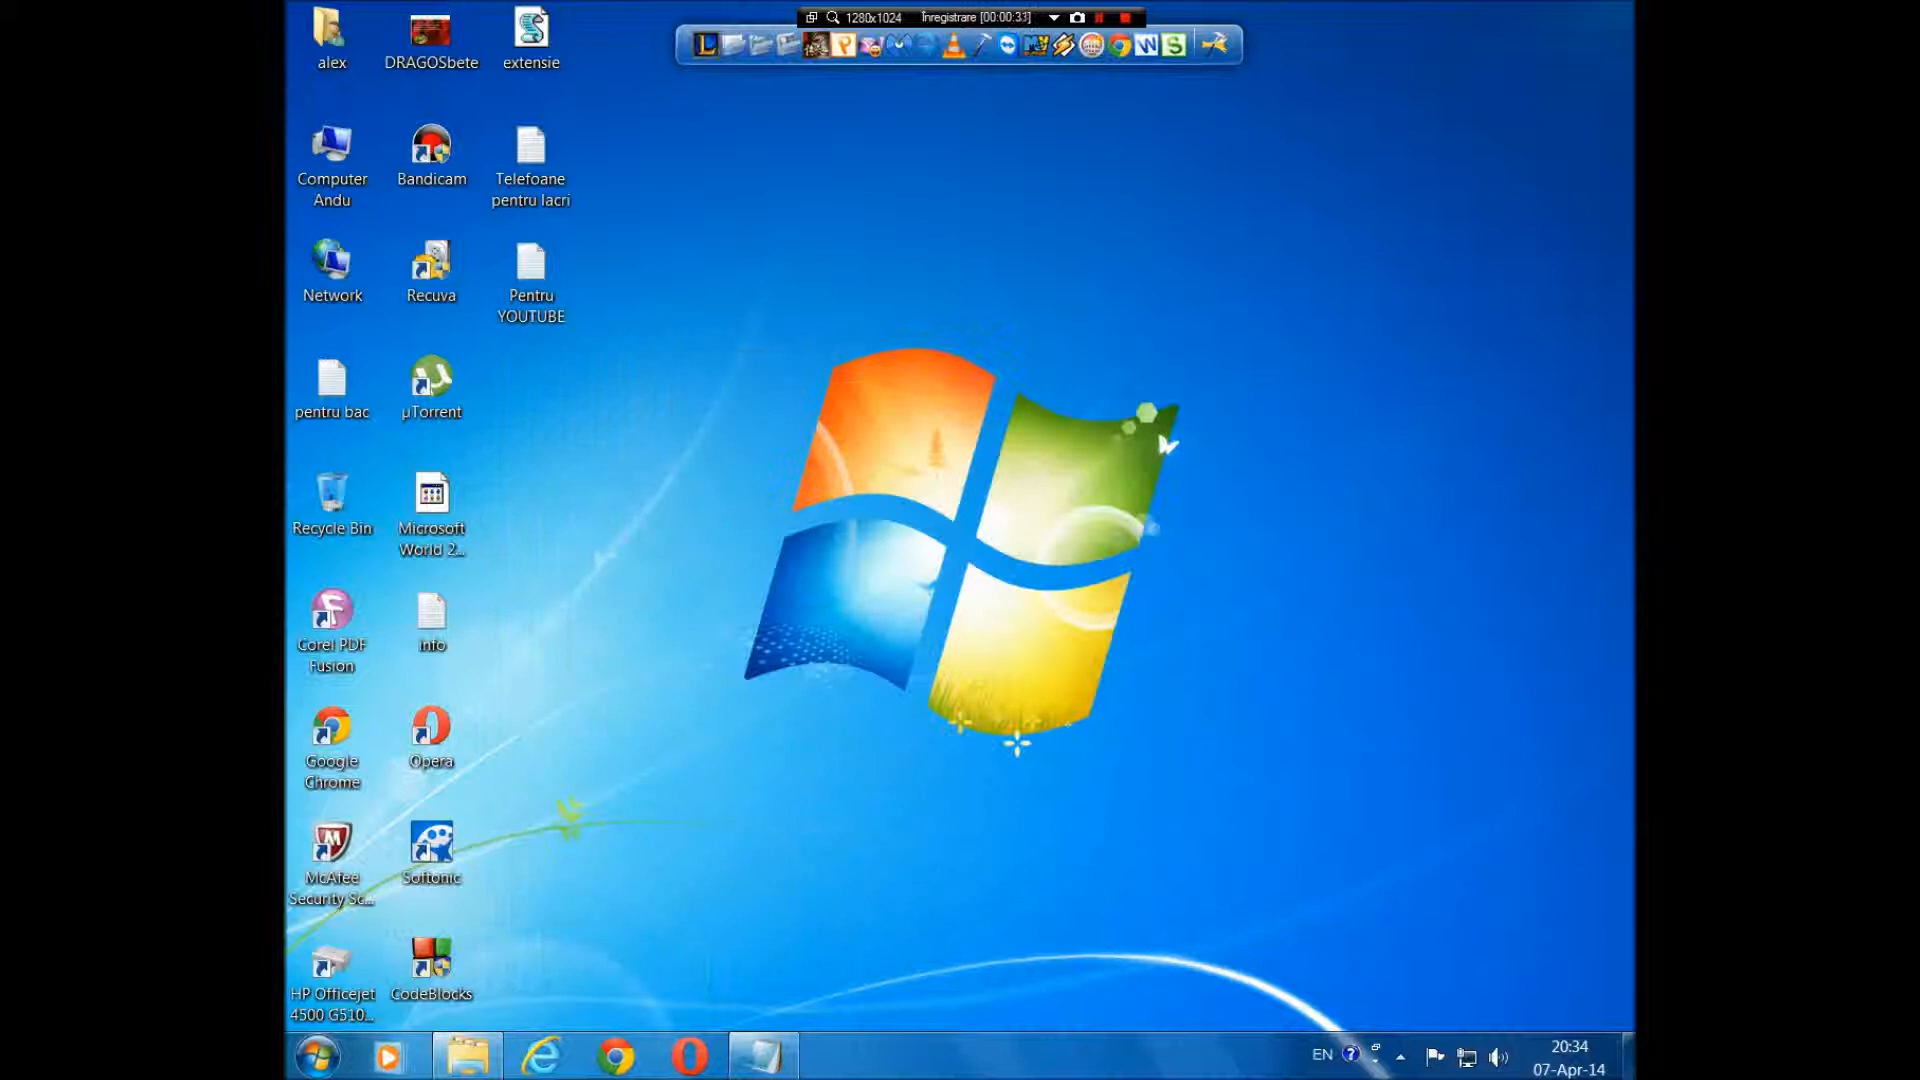 1280x1024 Înregistrare [00:00:33]
alex
DRAGOSbete
extensie
Computer
Andu
Bandicam
Telefoane
pentru lacri
Network
Recuva
Pentru
YOUTUBE
pentru bac
µTorrent
Recycle Bin
Microsoft
World 2...
Corel PDF
Fusion
info
Google
Chrome
Opera
McAfee
Security Sc...
Softonic
HP Officejet
4500 G510...
CodeBlocks
EN
20:34
07-Apr-14